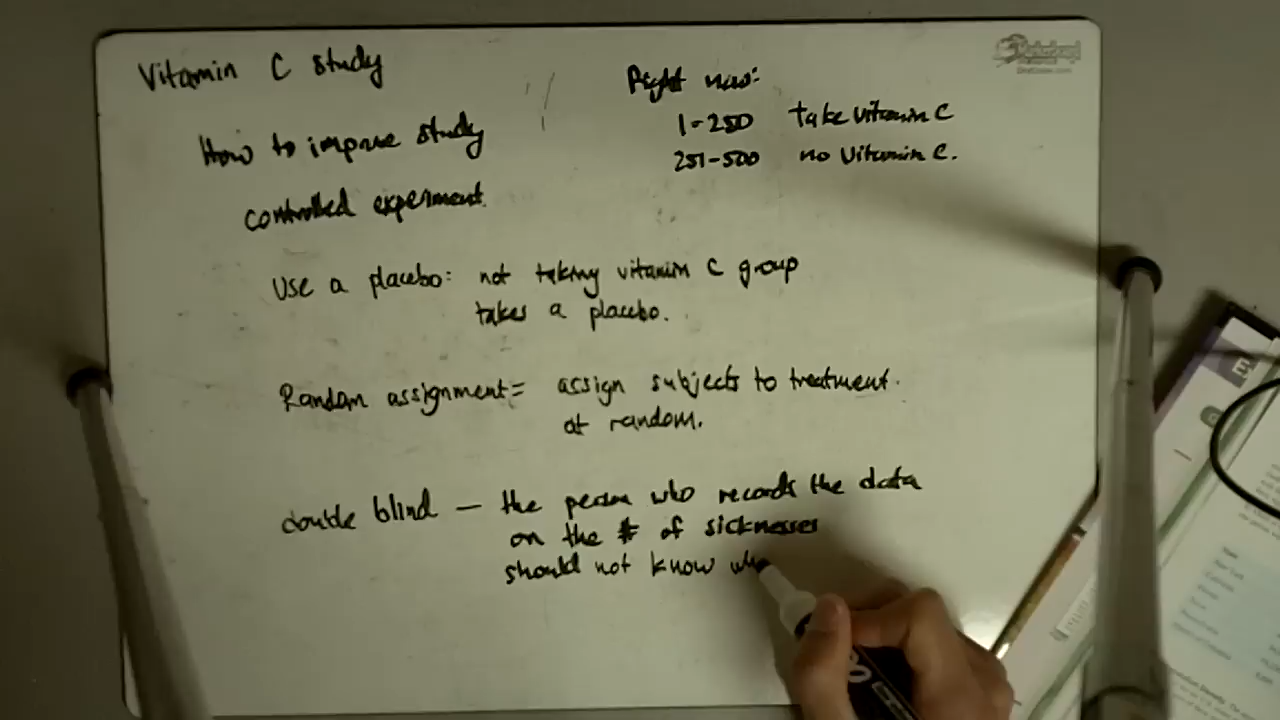 Vitamin C study
How to improve study
controlled experiment.
Right now:
1-250 take vitamin C
251-500 no vitamin C.
Use a placebo: not taking vitamin C group
takes a placebo.
Random assignment = assign subjects to treatment.
at random.
double blind — the person who records the data
on the # of sicknesses
should not know who